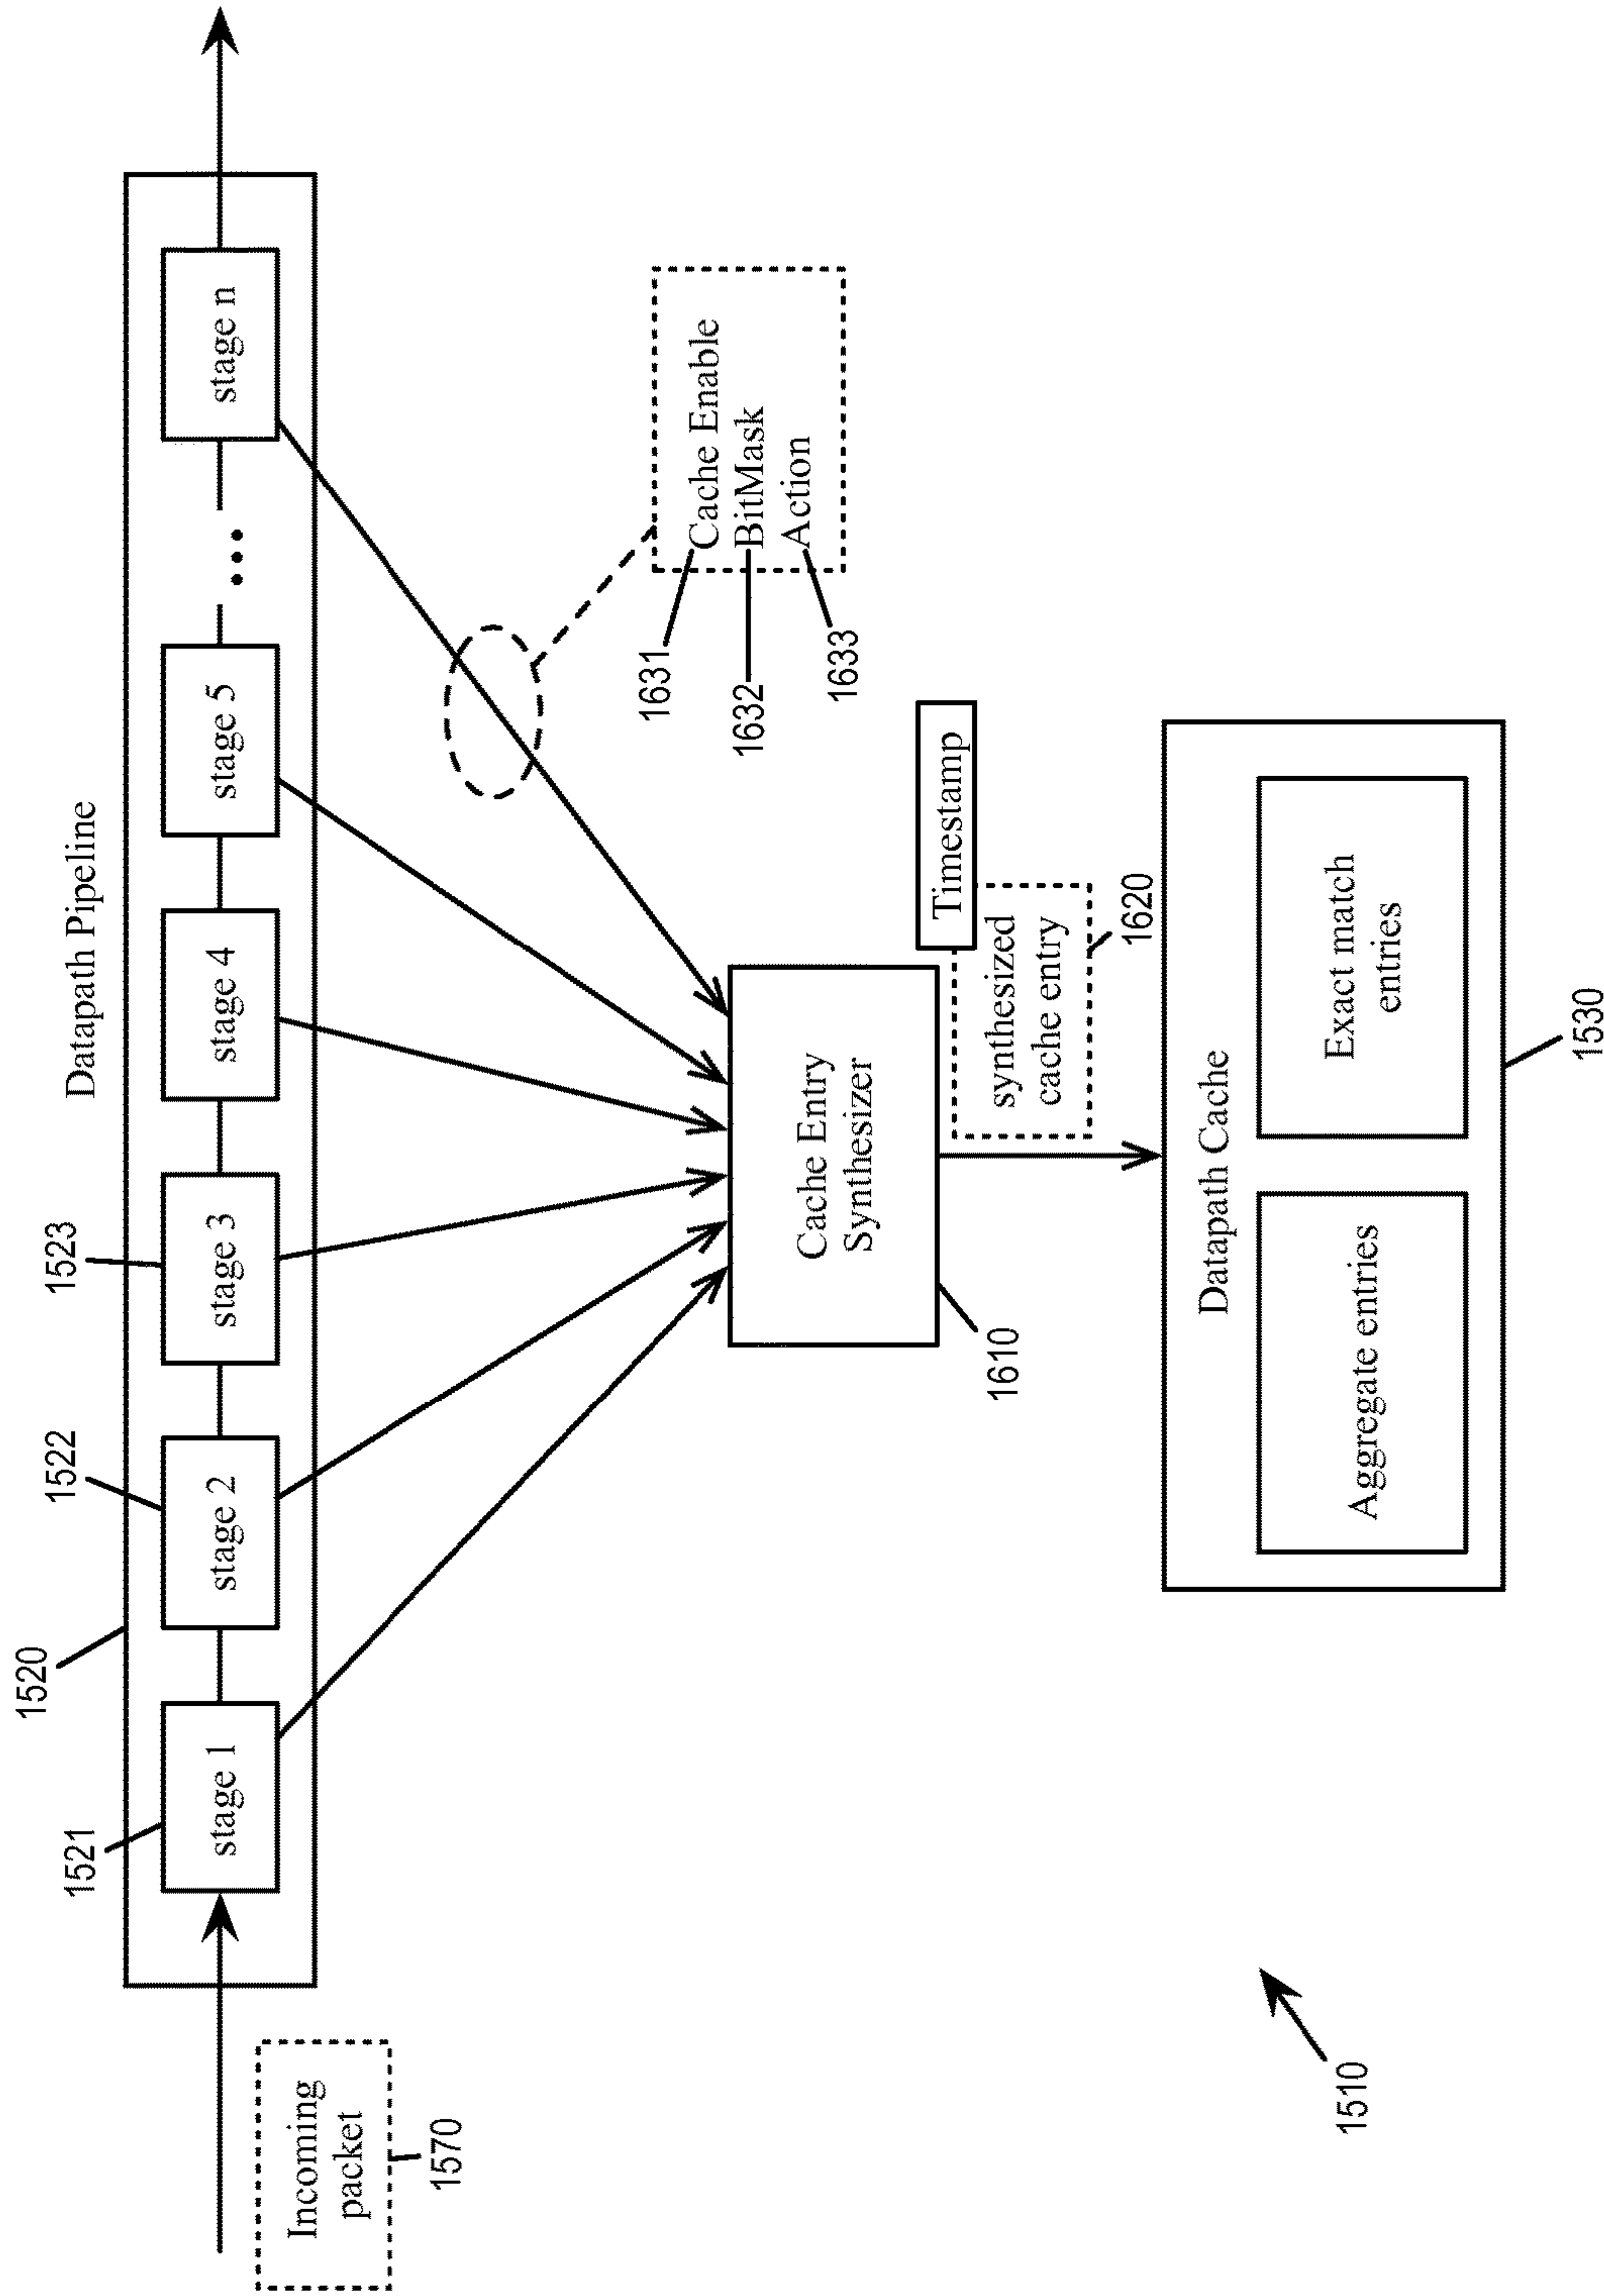 Datapath Pipeline
1520
1521
1522
1523
stage 1
stage 2
stage 3
stage 4
stage 5
...
stage n
Incoming
packet
1570
Cache Enable
BitMask
Action
1631
1632
1633
Cache Entry
Synthesizer
1610
Timestamp
synthesized
cache entry
1620
Datapath Cache
Aggregate entries
Exact match
entries
1530
1510